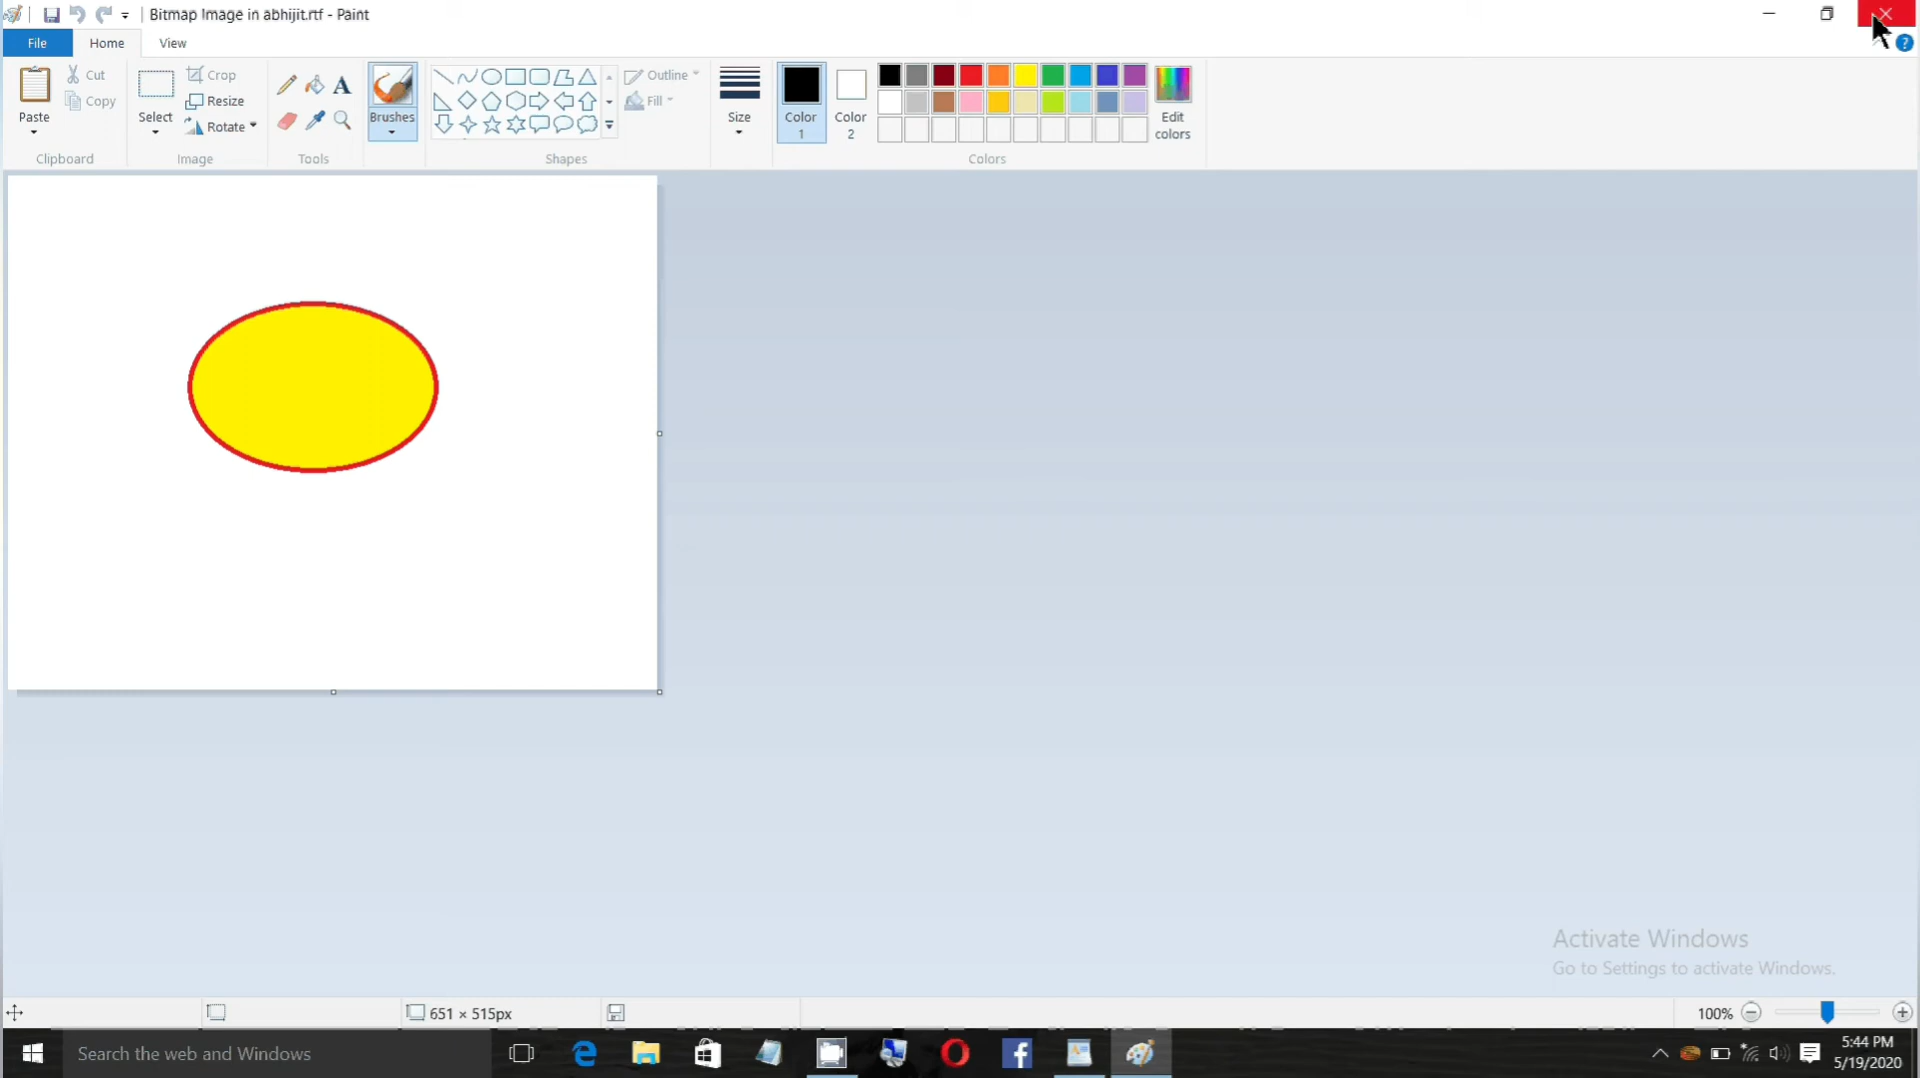 Bitmap Image in abhijit.rtf - Paint
File
Home
View
Paste
Cut
Copy
Clipboard
Select
Crop
Resize
Rotate
Image
A
Tools
Brushes
Shapes
Outline
Fill
Size
Color
1
Color
2
Colors
Edit
colors
Activate Windows
Go to Settings to activate Windows.
651 × 515px
100%
Search the web and Windows
5:44 PM
5/19/2020